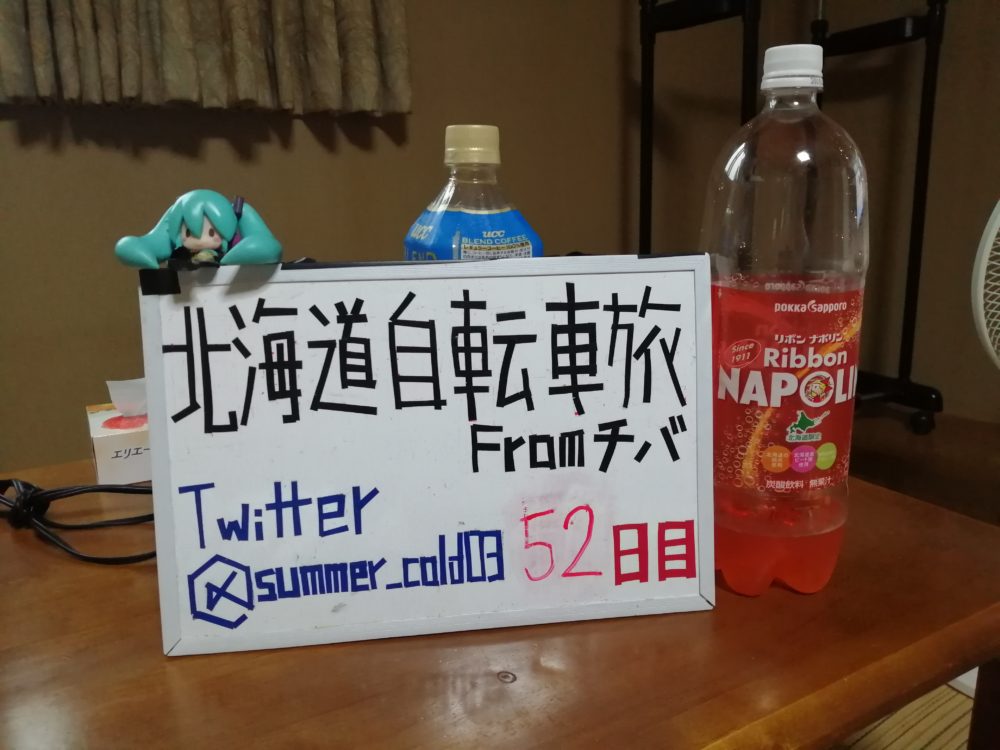 北海道自転車旅
Fromチバ
Twitter
@summer_cold03 52日目
ucc
BLEND COFFEE
エリエー
pokka sapporo
リボン ナポリン
Since 1911
Ribbon
NAPOLIN
北海道限定
炭酸飲料・無果汁